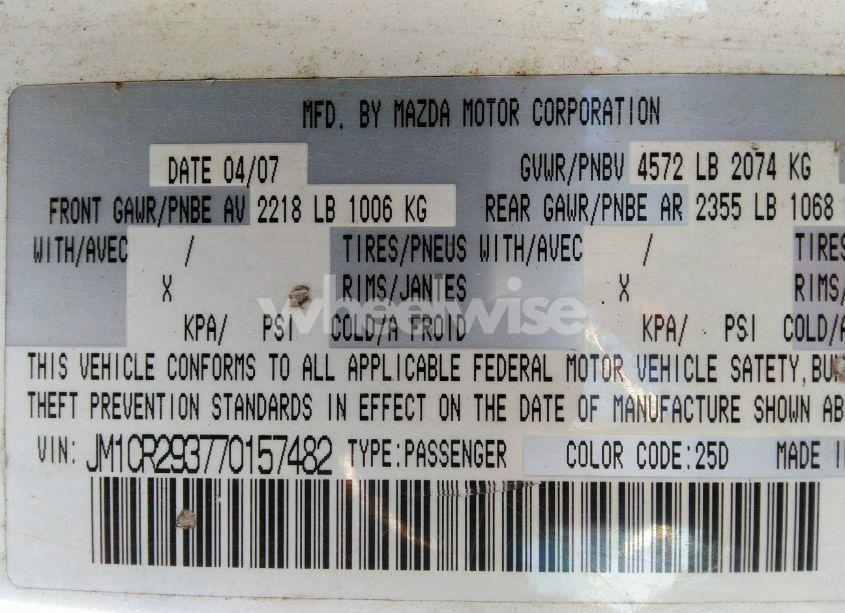 MFD. BY MAZDA MOTOR CORPORATION
DATE 04/07 GVWR/PNBV 4572 LB 2074 KG
FRONT GAWR/PNBE AV 2218 LB 1006 KG REAR GAWR/PNBE AR 2355 LB 1068
WITH/AVEC / TIRES/PNEUS WITH/AVEC / TIRES
X RIMS/JANTES X RIMS/
KPA/ PSI COLD/A FROID KPA/ PSI COLD/A
wheelwise
THIS VEHICLE CONFORMS TO ALL APPLICABLE FEDERAL MOTOR VEHICLE SATETY,BU
THEFT PREVENTION STANDARDS IN EFFECT ON THE DATE OF MANUFACTURE SHOWN AB
VIN: JM1CR293770157482 TYPE:PASSENGER COLOR CODE:25D MADE I